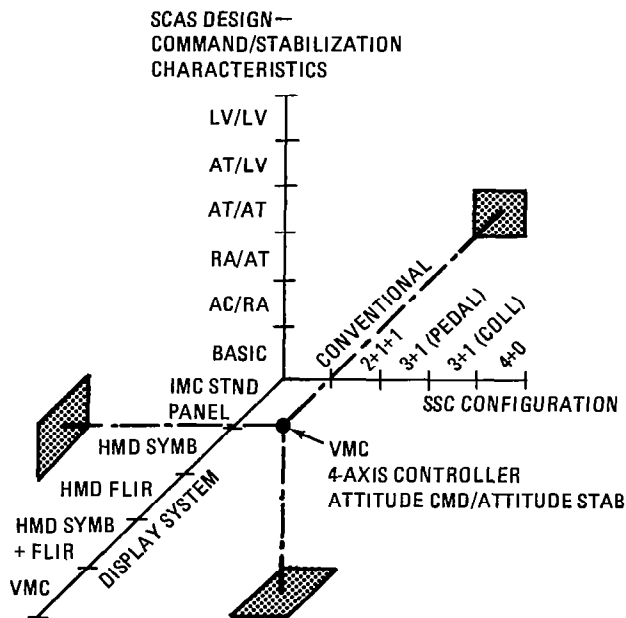 SCAS DESIGN—
COMMAND/STABILIZATION
CHARACTERISTICS
LV/LV
AT/LV
AT/AT
RA/AT
AC/RA
BASIC
CONVENTIONAL
2+1+1
3+1 (PEDAL)
3+1 (COLL)
4+0
SSC CONFIGURATION
IMC STND
PANEL
HMD SYMB
HMD FLIR
HMD SYMB
+ FLIR
VMC
DISPLAY SYSTEM
VMC
4-AXIS CONTROLLER
ATTITUDE CMD/ATTITUDE STAB